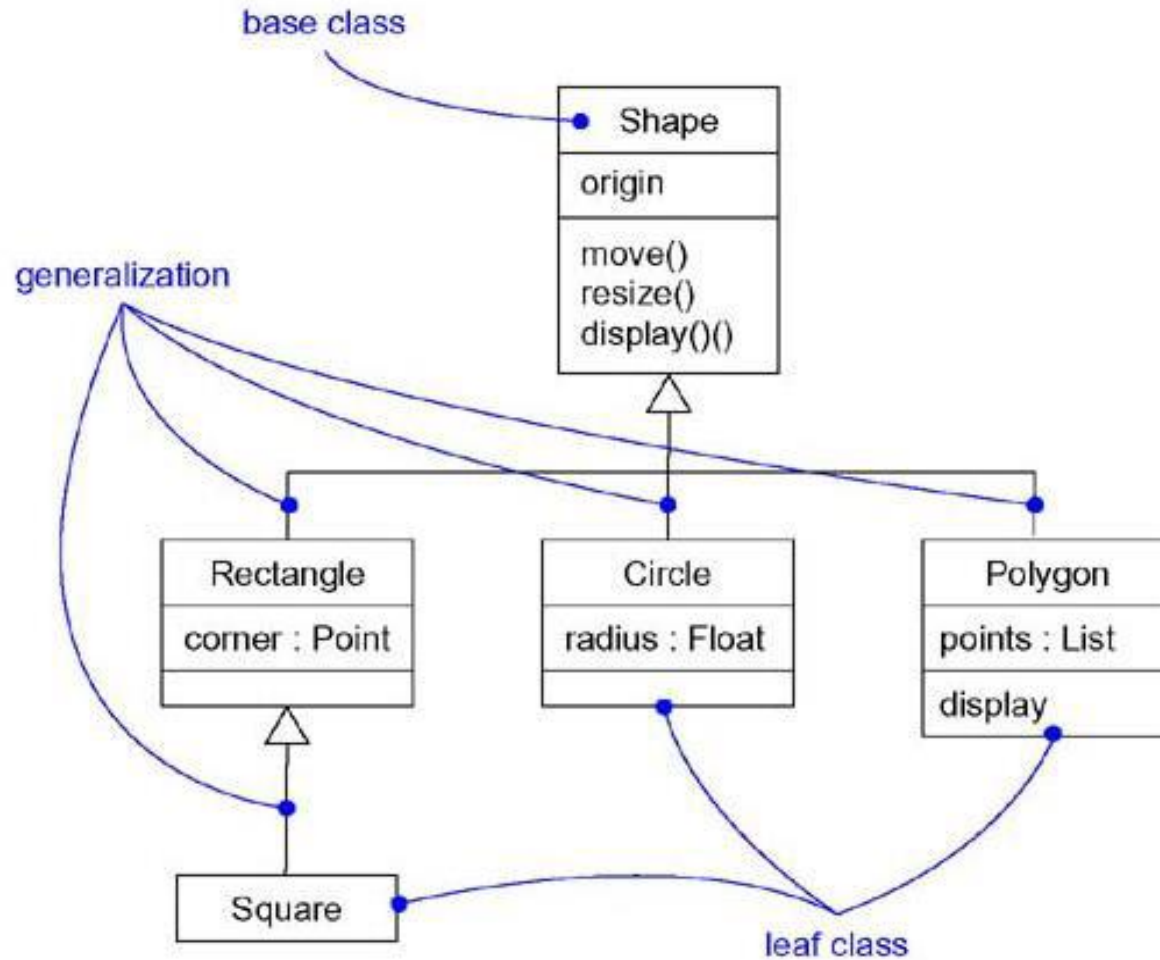 base class
Shape
origin
move()
resize()
display()()
generalization
Rectangle
corner : Point
Circle
radius : Float
Polygon
points : List
display
Square
leaf class